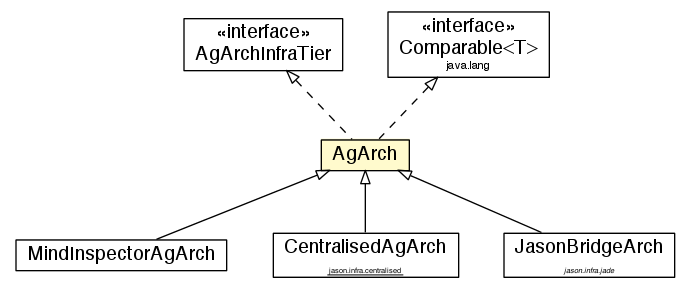 «interface»
AgArchInfraTier
«interface»
Comparable<T>
java.lang
AgArch
MindInspectorAgArch
CentralisedAgArch
jason.infra.centralised
JasonBridgeArch
jason.infra.jade